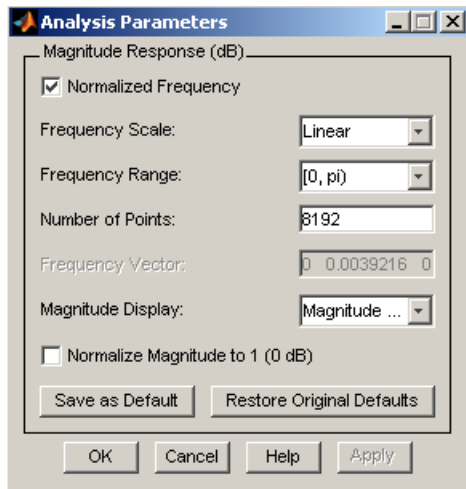 Analysis Parameters
Magnitude Response (dB)
Normalized Frequency
Frequency Scale: Linear
Frequency Range: [0, pi)
Number of Points: 8192
Frequency Vector: 0 0.0039216 0
Magnitude Display: Magnitude ...
Normalize Magnitude to 1 (0 dB)
Save as Default Restore Original Defaults
OK Cancel Help Apply